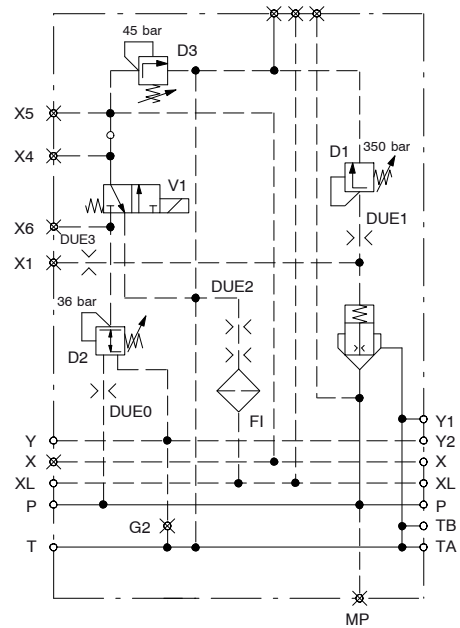 45 bar
D3
X5
D1
350 bar
X4
V1
DUE1
X6
DUE3
X1
DUE2
36 bar
D2
DUE0
FI
Y1
Y
Y2
X
X
XL
XL
P
P
G2
TB
T
TA
MP